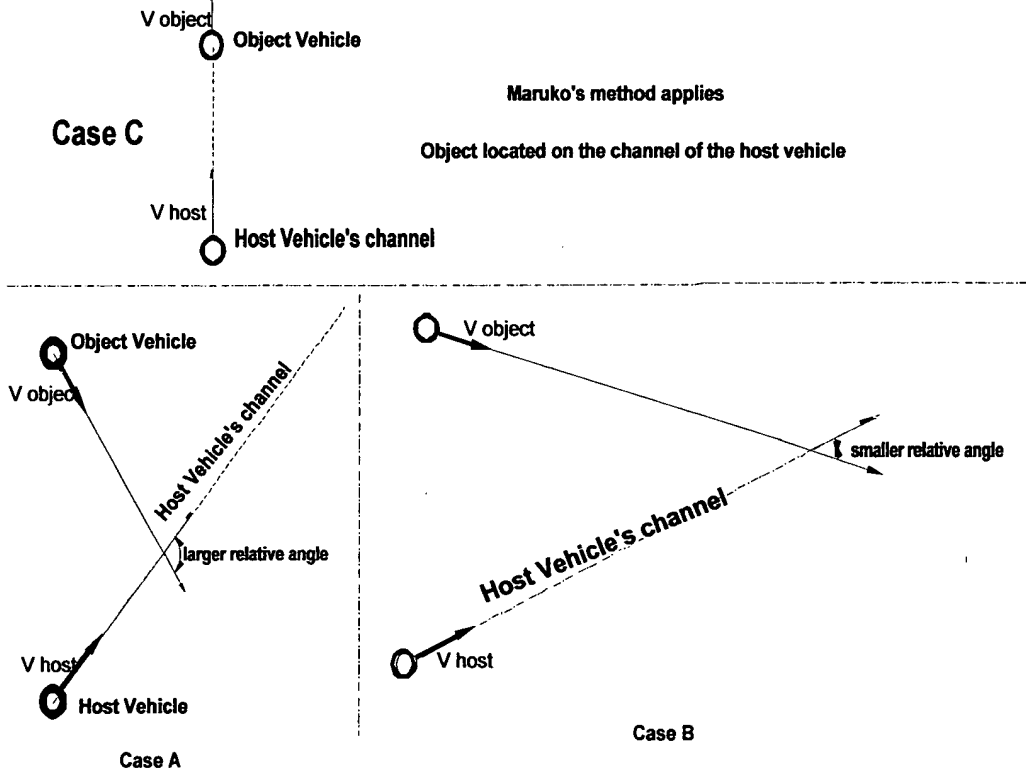 V object
Object Vehicle
Maruko's method applies
Case C
Object located on the channel of the host vehicle
V host
Host Vehicle's channel
Object Vehicle
V object
Host Vehicle's channel
larger relative angle
V host
Host Vehicle
Case A
V object
smaller relative angle
Host Vehicle's channel
V host
Case B